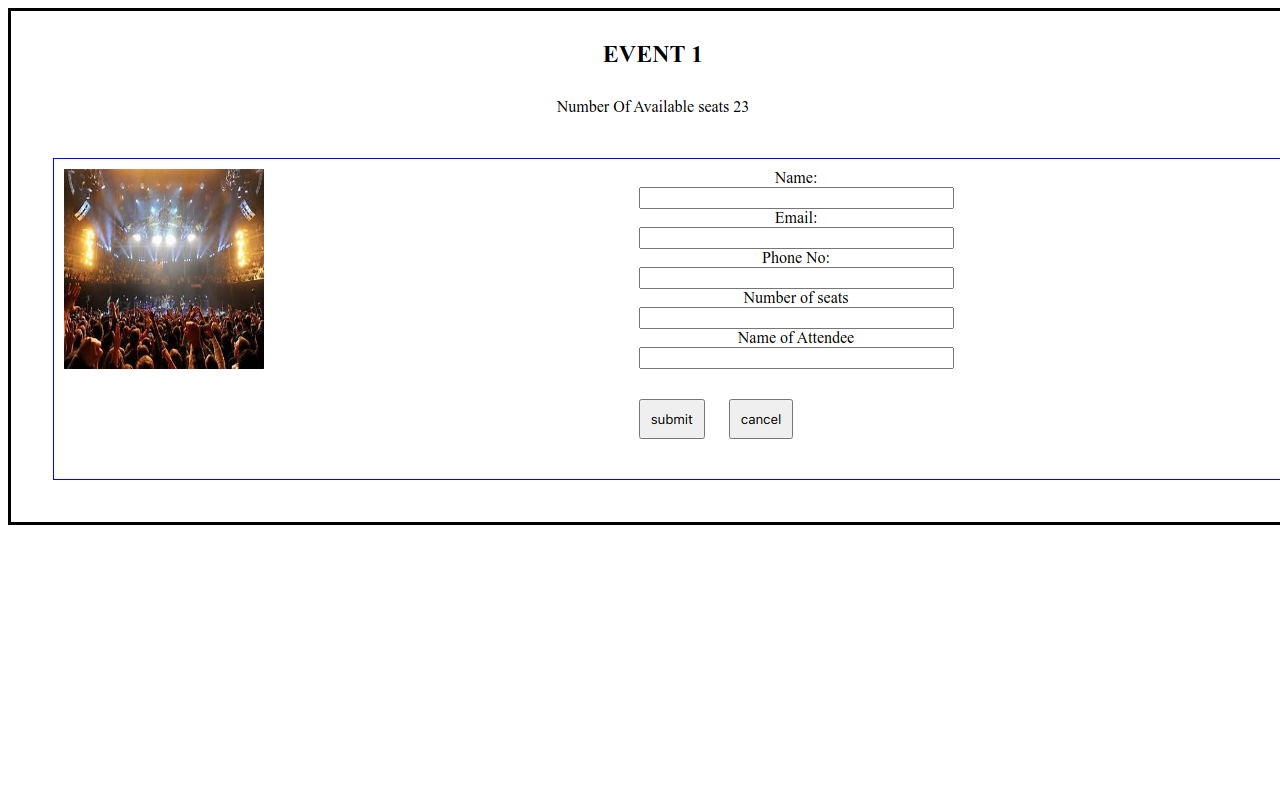 EVENT 1
Number Of Available seats 23
Name:
Email:
Phone No:
Number of seats
Name of Attendee
submit
cancel